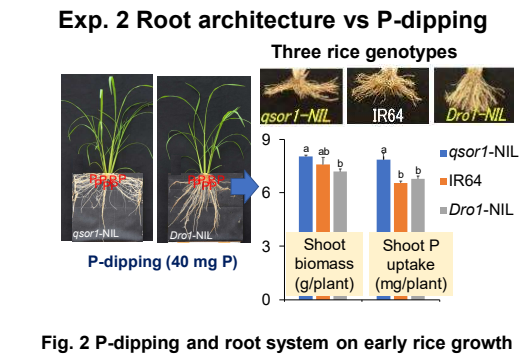 Exp. 2 Root architecture vs P-dipping
Three rice genotypes
qsor1-NIL
IR64
Dro1-NIL
qsor1-NIL
Dro1-NIL
P-dipping (40 mg P)
9
6
3
0
a
ab
b
a
b
b
Shoot
biomass
(g/plant)
Shoot P
uptake
(mg/plant)
qsor1-NIL
IR64
Dro1-NIL
Fig. 2 P-dipping and root system on early rice growth